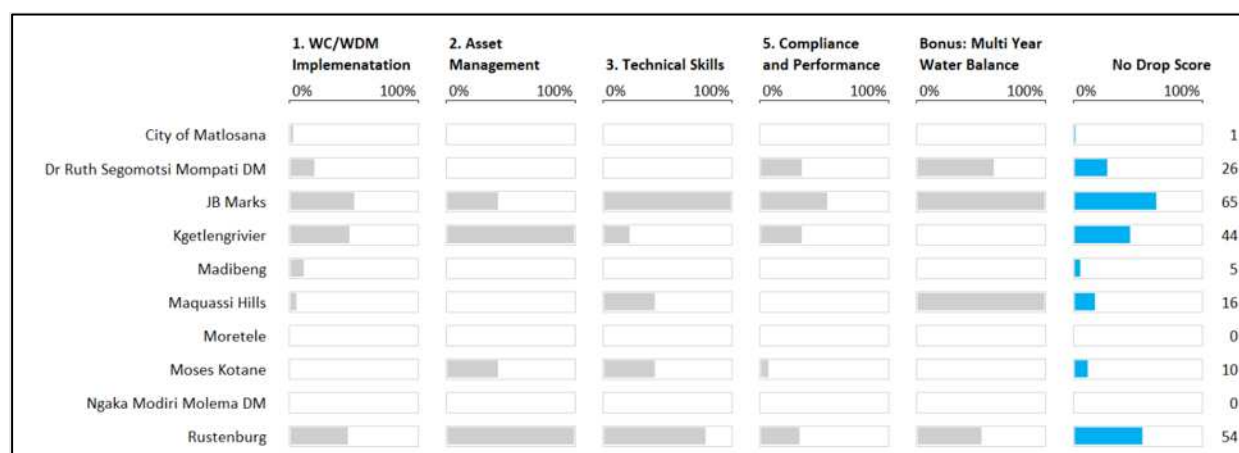 1. WC/WDM 2. Asset 5. Compliance Bonus: Multi Year
Implemenatation Management 3. Technical Skills and Performance Water Balance No Drop Score
0% 100% 0% 100% 0% 100% 0% 100% 0% 100% 0% 100%
City of Matlosana 1
Dr Ruth Segomotsi Mompati DM 26
JB Marks 65
Kgetlengrivier 44
Madibeng 5
Maquassi Hills 16
Moretele 0
Moses Kotane 10
Ngaka Modiri Molema DM 0
Rustenburg 54